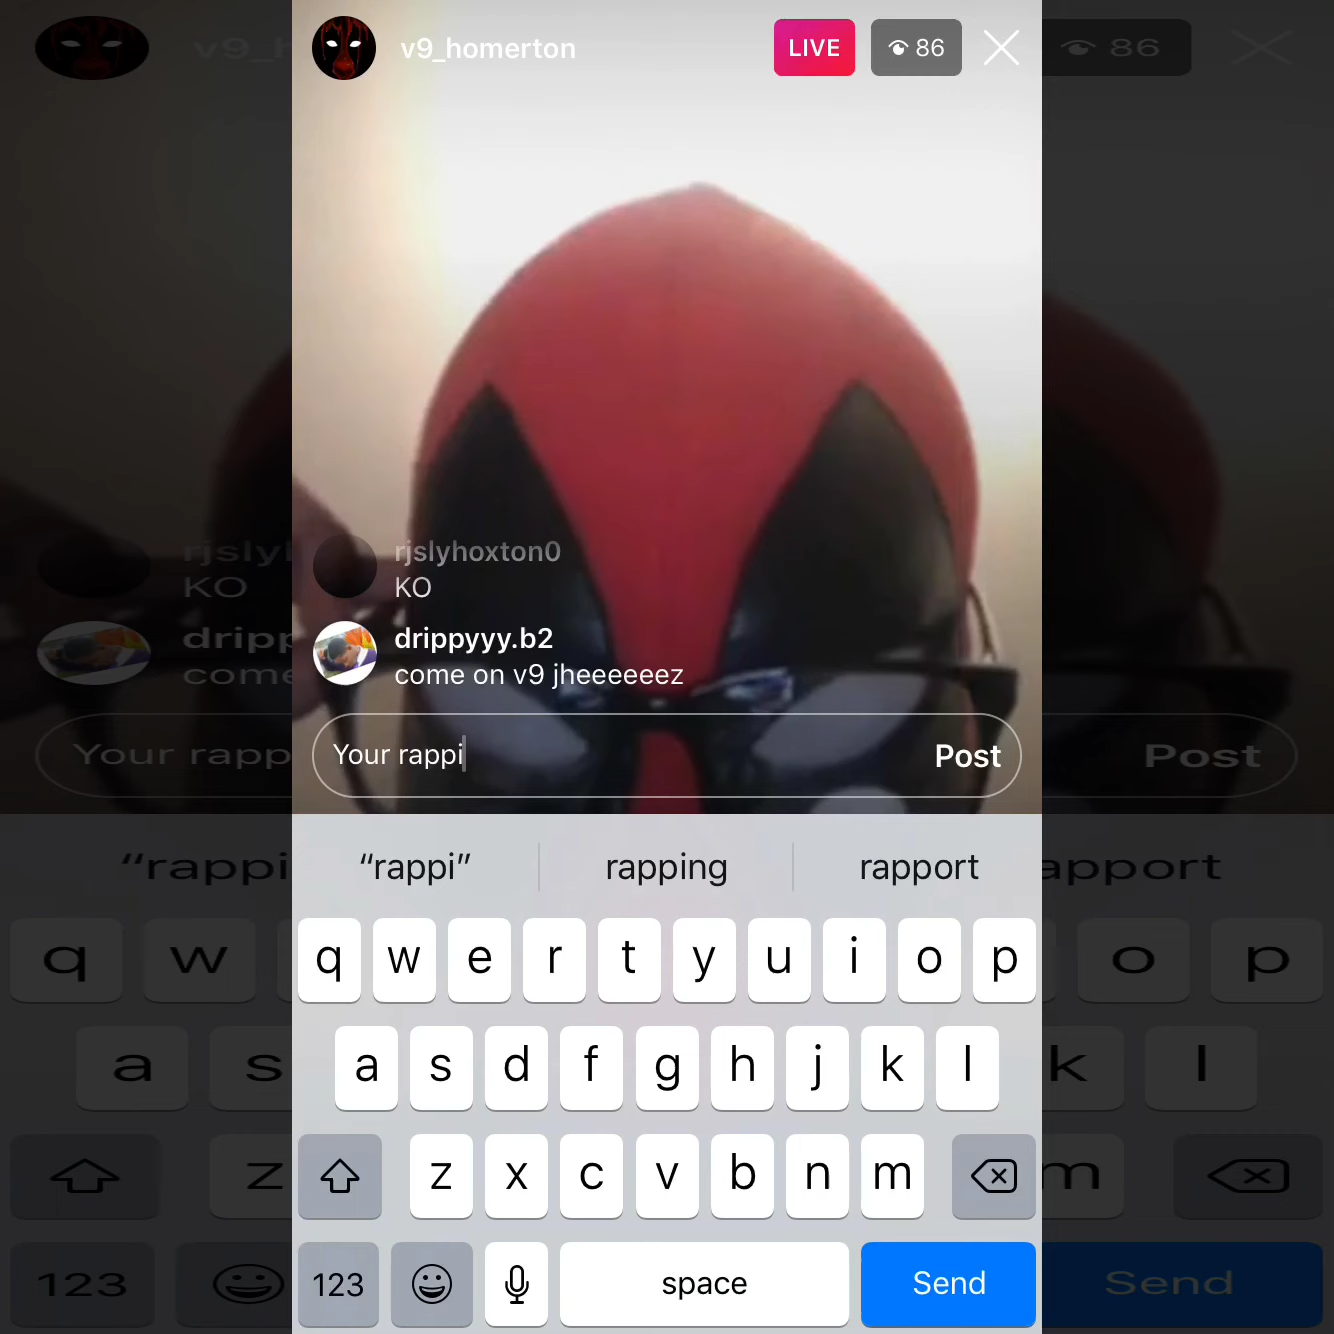 v9_homerton
LIVE
86
rjslyhoxton0
KO
drippyyy.b2
come on v9 jheeeeeez
Your rappi
Post
“rappi”
rapping
rapport
q w e r t y u i o p
a s d f g h j k l
z x c v b n m
123
space
Send